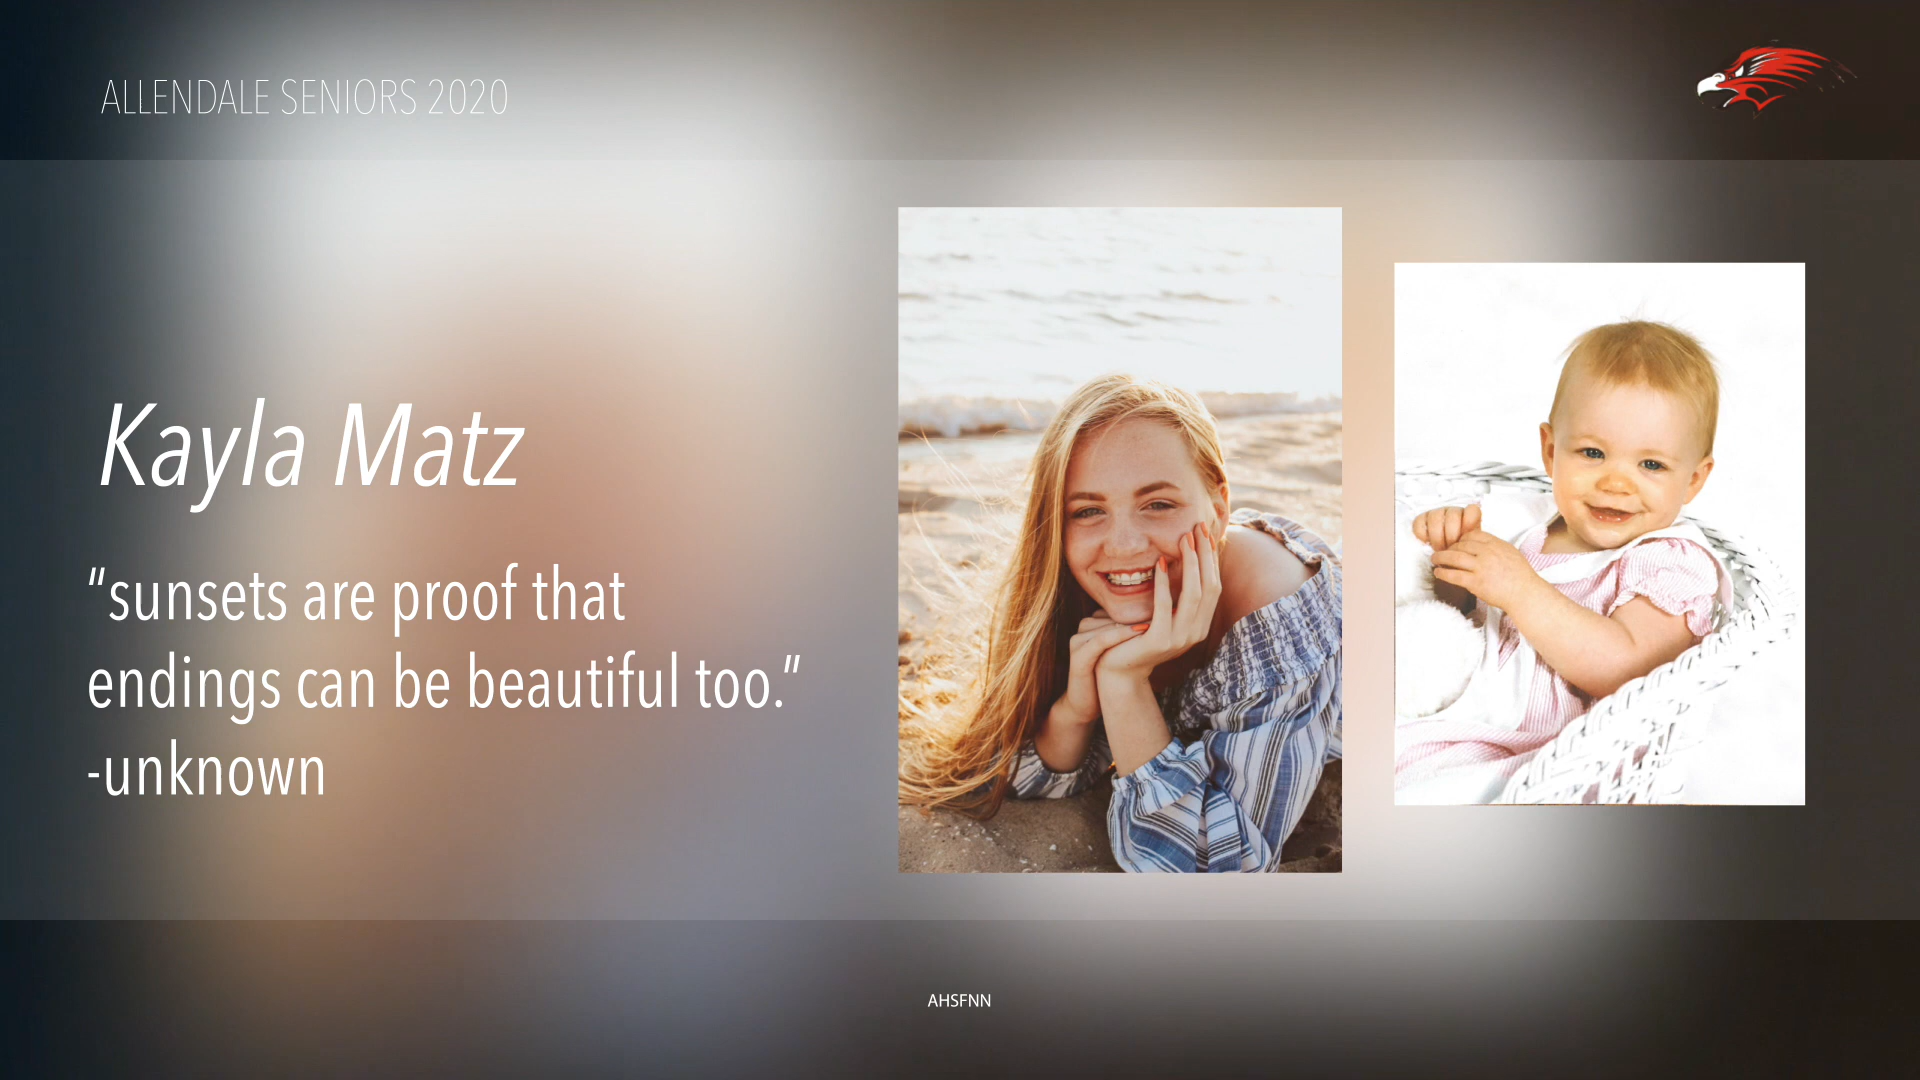 ALLENDALE SENIORS 2020
Kayla Matz
"sunsets are proof that
endings can be beautiful too."
-unknown
AHSFNN